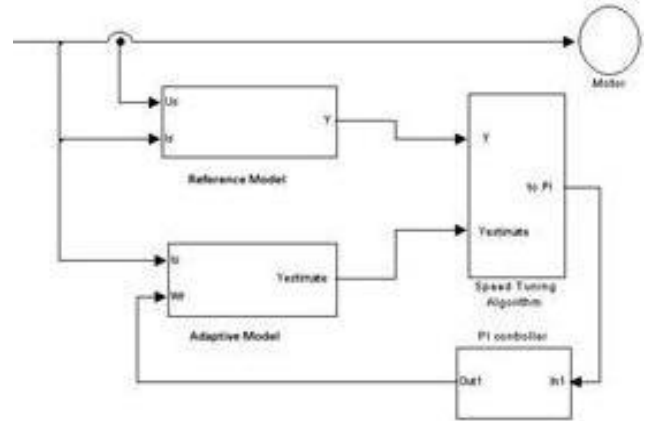 Motor
Us
Y
Is
Reference Model
Y
to PI
Yestimate
Is
Yestimate
Wr
Adaptive Model
Speed Tuning
Algorithm
PI controller
Out1
In1